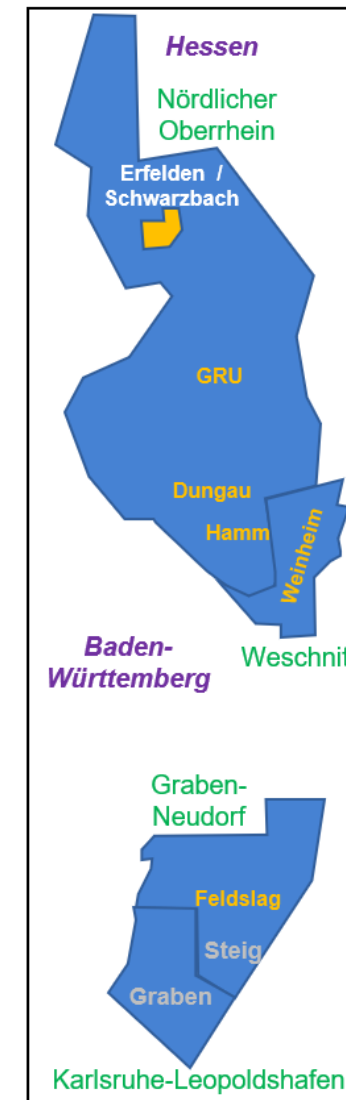 Hessen
Nördlicher
Oberrhein
Erfelden /
Schwarzbach
GRU
Dungau
Hamm
Weinheim
Baden-
Württemberg
Weschnit
Graben-
Neudorf
Feldslag
Steig
Graben
Karlsruhe-Leopoldshafen